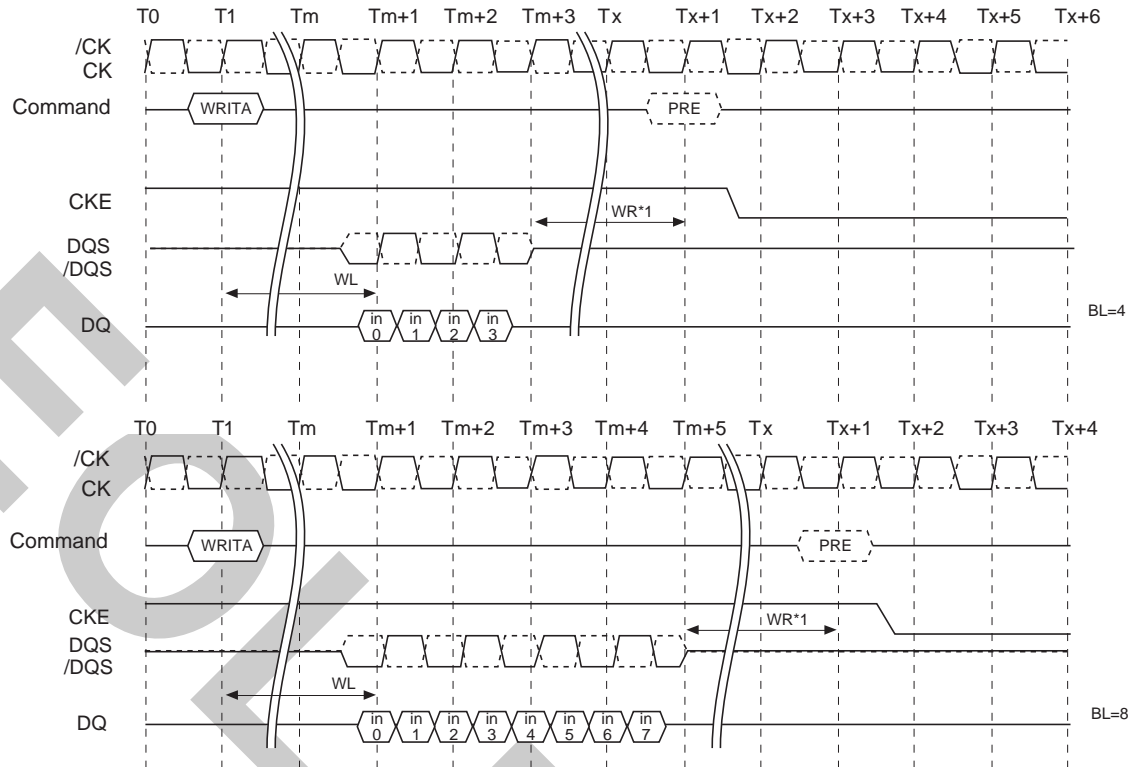 T0 T1 Tm Tm+1 Tm+2 Tm+3 Tx Tx+1 Tx+2 Tx+3 Tx+4 Tx+5 Tx+6
/CK
CK
Command WRITA PRE
CKE
WR*1
DQS
/DQS
WL
DQ in 0 in 1 in 2 in 3 BL=4
T0 T1 Tm Tm+1 Tm+2 Tm+3 Tm+4 Tm+5 Tx Tx+1 Tx+2 Tx+3 Tx+4
/CK
CK
Command WRITA PRE
CKE
WR*1
DQS
/DQS
WL
DQ in 0 in 1 in 2 in 3 in 4 in 5 in 6 in 7 BL=8